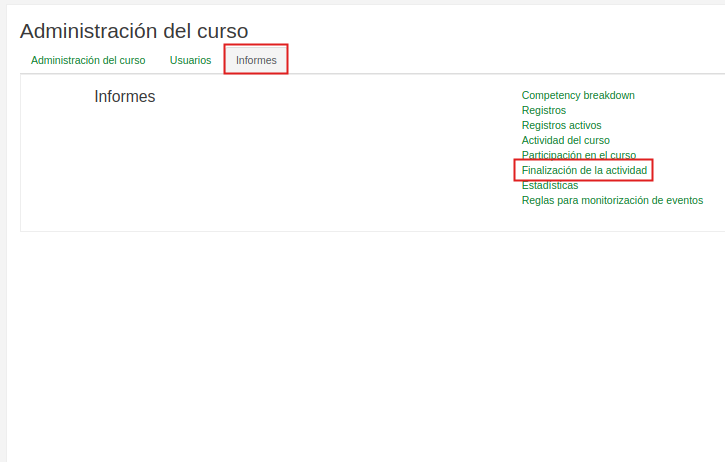 Administración del curso
Administración del curso Usuarios Informes
Informes
Competency breakdown
Registros
Registros activos
Actividad del curso
Participación en el curso
Finalización de la actividad
Estadísticas
Reglas para monitorización de eventos